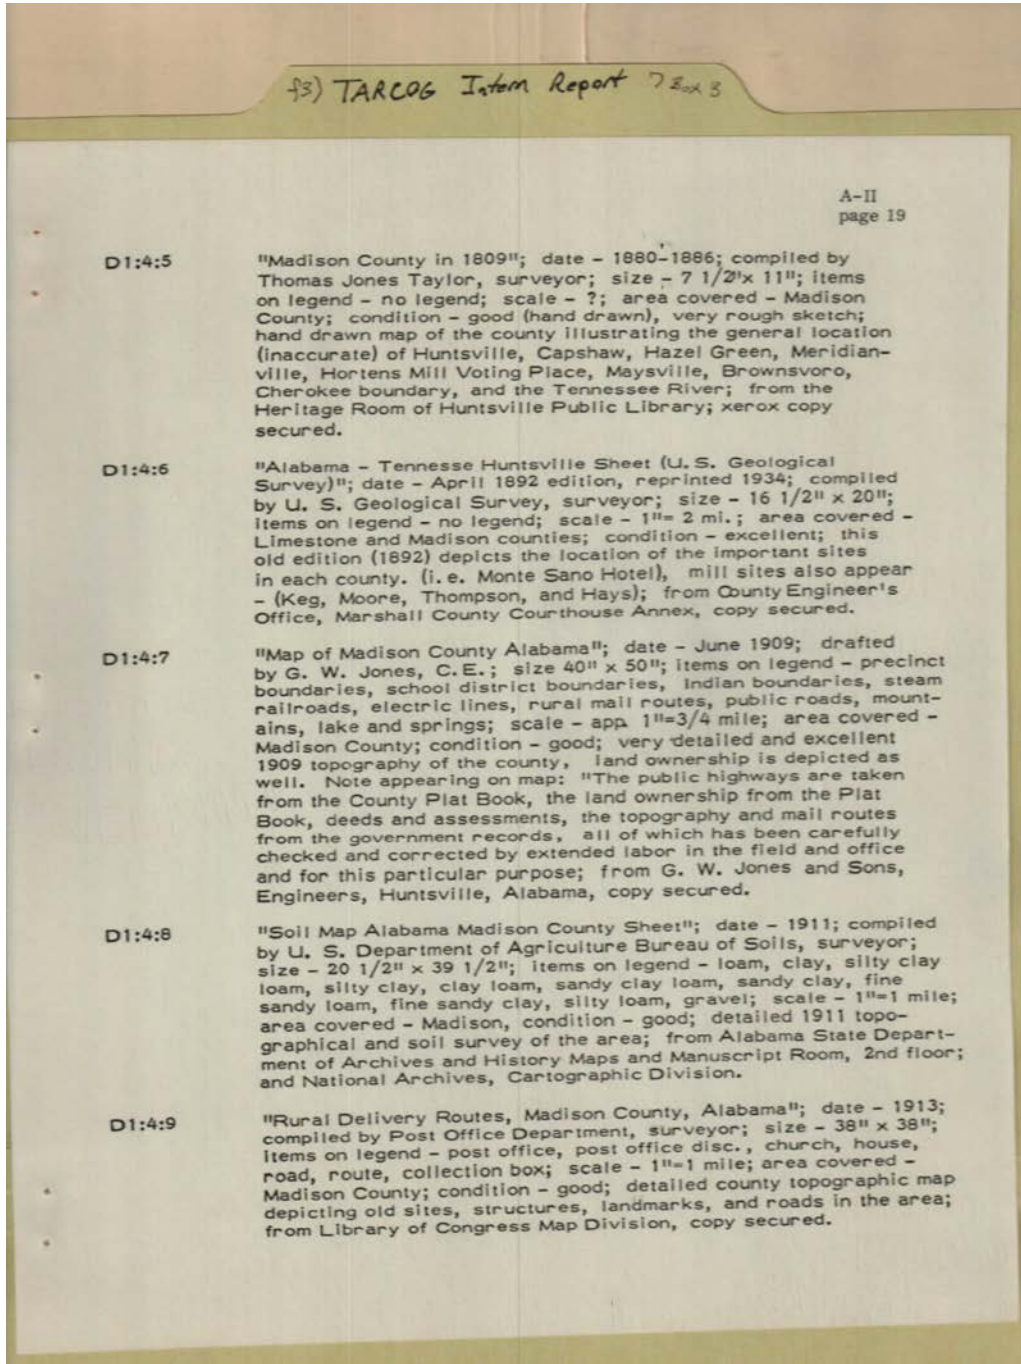 f3) TARCOG Intern Report 7 Box 3
A-II
page 19
D1:4:5 "Madison County in 1809"; date - 1880-1886; compiled by
Thomas Jones Taylor, surveyor; size - 7 1/2" x 11"; items
on legend - no legend; scale - ?; area covered - Madison
County; condition - good (hand drawn), very rough sketch;
hand drawn map of the county illustrating the general location
(inaccurate) of Huntsville, Capshaw, Hazel Green, Meridian-
ville, Hortens Mill Voting Place, Maysville, Brownsvoro,
Cherokee boundary, and the Tennessee River; from the
Heritage Room of Huntsville Public Library; xerox copy
secured.
D1:4:6 "Alabama - Tennesse Huntsville Sheet (U.S. Geological
Survey)"; date - April 1892 edition, reprinted 1934; compiled
by U. S. Geological Survey, surveyor; size - 16 1/2" x 20";
items on legend - no legend; scale - 1"= 2 mi.; area covered -
Limestone and Madison counties; condition - excellent; this
old edition (1892) depicts the location of the important sites
in each county. (i.e. Monte Sano Hotel), mill sites also appear
- (Keg, Moore, Thompson, and Hays); from County Engineer's
Office, Marshall County Courthouse Annex, copy secured.
D1:4:7 "Map of Madison County Alabama"; date - June 1909; drafted
by G. W. Jones, C.E.; size 40" x 50"; items on legend - precinct
boundaries, school district boundaries, Indian boundaries, steam
railroads, electric lines, rural mail routes, public roads, mount-
ains, lake and springs; scale - app. 1"=3/4 mile; area covered -
Madison County; condition - good; very detailed and excellent
1909 topography of the county, land ownership is depicted as
well. Note appearing on map: "The public highways are taken
from the County Plat Book, the land ownership from the Plat
Book, deeds and assessments, the topography and mail routes
from the government records, all of which has been carefully
checked and corrected by extended labor in the field and office
and for this particular purpose; from G. W. Jones and Sons,
Engineers, Huntsville, Alabama, copy secured.
D1:4:8 "Soil Map Alabama Madison County Sheet"; date - 1911; compiled
by U. S. Department of Agriculture Bureau of Soils, surveyor;
size - 20 1/2" x 39 1/2"; items on legend - loam, clay, silty clay
loam, silty clay, clay loam, sandy clay loam, sandy clay, fine
sandy loam, fine sandy clay, silty loam, gravel; scale - 1"=1 mile;
area covered - Madison, condition - good; detailed 1911 topo-
graphical and soil survey of the area; from Alabama State Depart-
ment of Archives and History Maps and Manuscript Room, 2nd floor;
and National Archives, Cartographic Division.
D1:4:9 "Rural Delivery Routes, Madison County, Alabama"; date - 1913;
compiled by Post Office Department, surveyor; size - 38" x 38";
items on legend - post office, post office disc., church, house,
road, route, collection box; scale - 1"=1 mile; area covered -
Madison County; condition - good; detailed county topographic map
depicting old sites, structures, landmarks, and roads in the area;
from Library of Congress Map Division, copy secured.